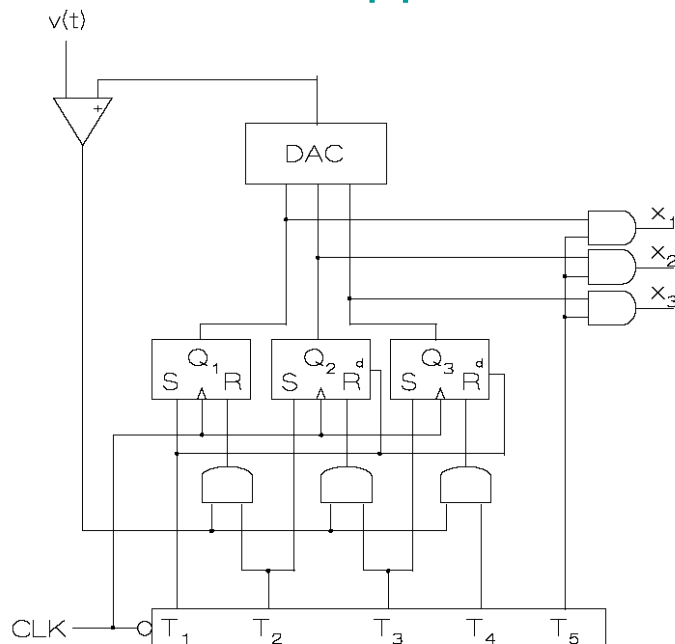 v(t)
+
DAC
X1
X2
X3
Q1
S R
Q2 d
S R
Q3 d
S R
CLK T1 T2 T3 T4 T5